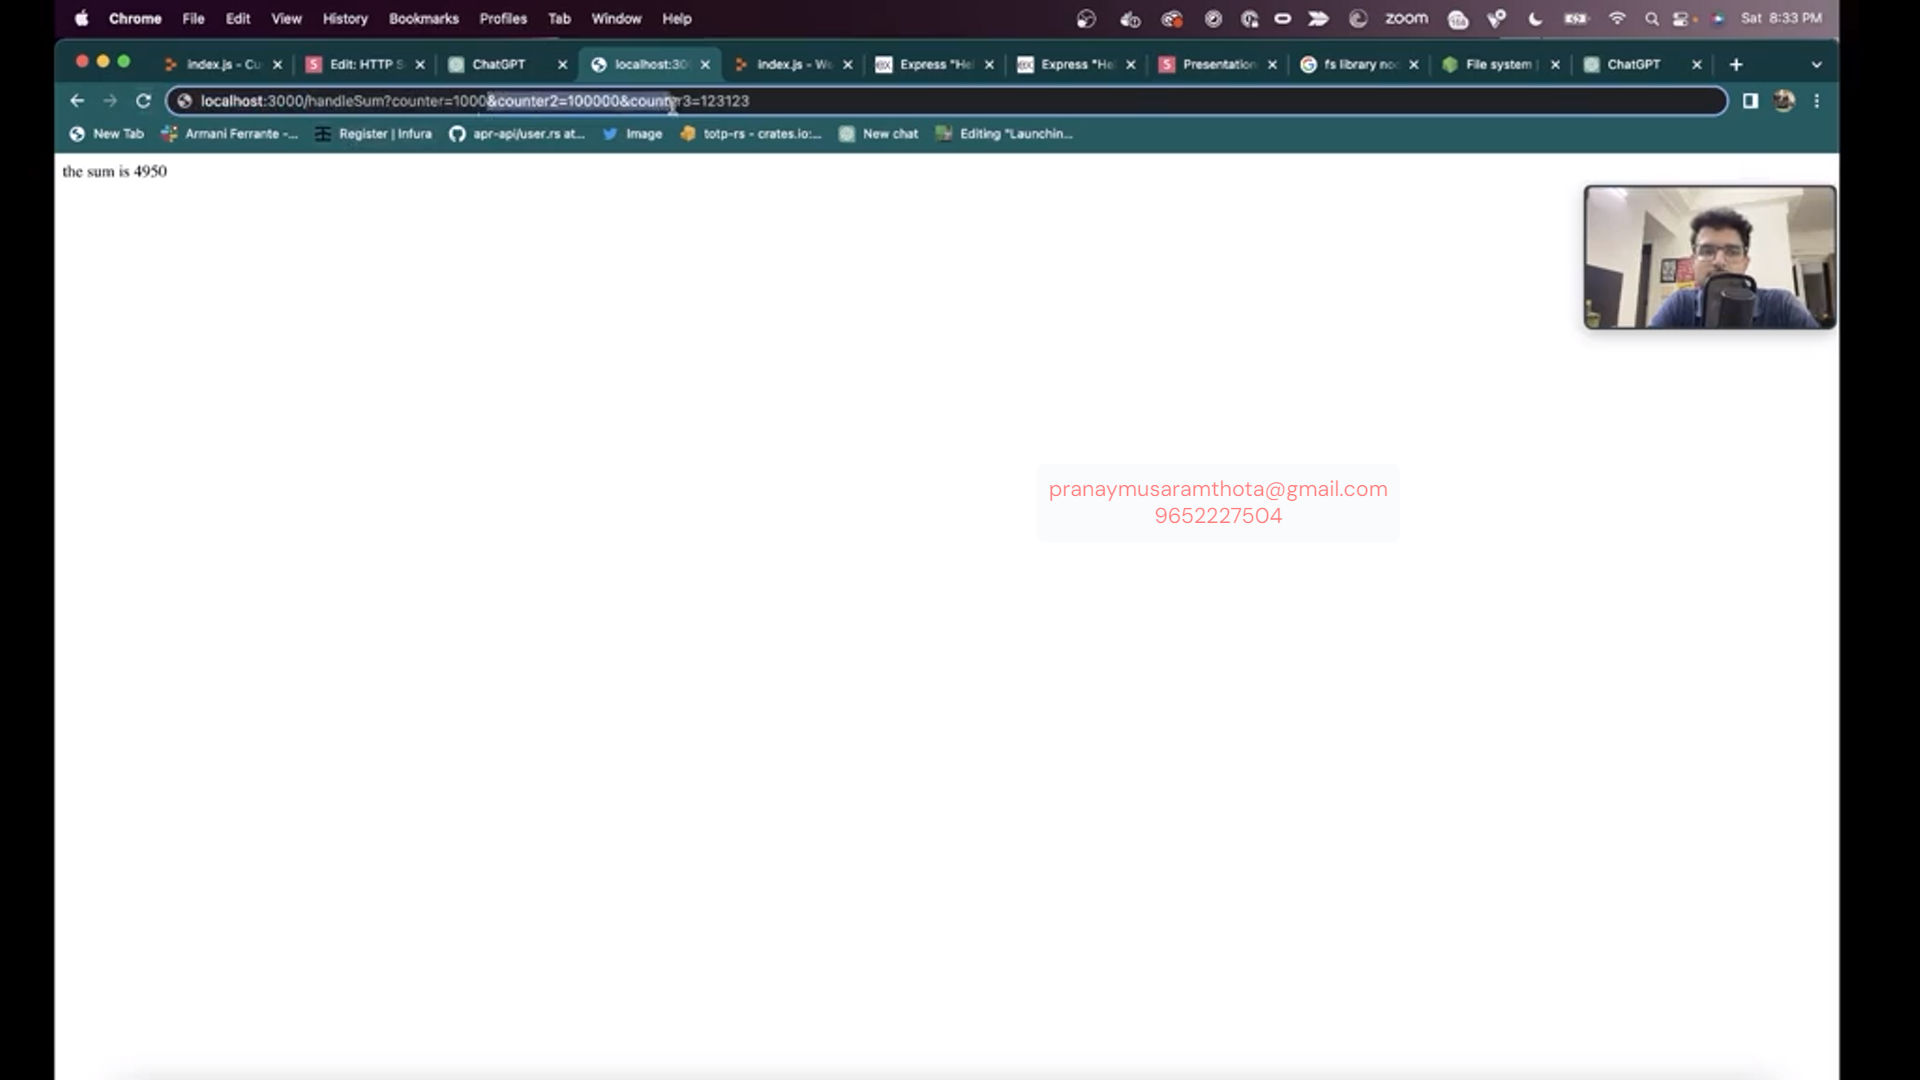 Chrome File Edit View History Bookmarks Profiles Tab Window Help zoom Sat 8:33 PM
index.js - Cu Edit: HTTP S ChatGPT localhost:300 index.js - W Express "He Express "He Presentation fs library no File system ChatGPT
localhost:3000/handleSum?counter=1000&counter2=100000&counter3=123123
New Tab Armani Ferrante -... Register | Infura apr-api/user.rs at... Image totp-rs - crates.io:... New chat Editing "Launchin...
the sum is 4950
pranaymusaramthota@gmail.com
9652227504